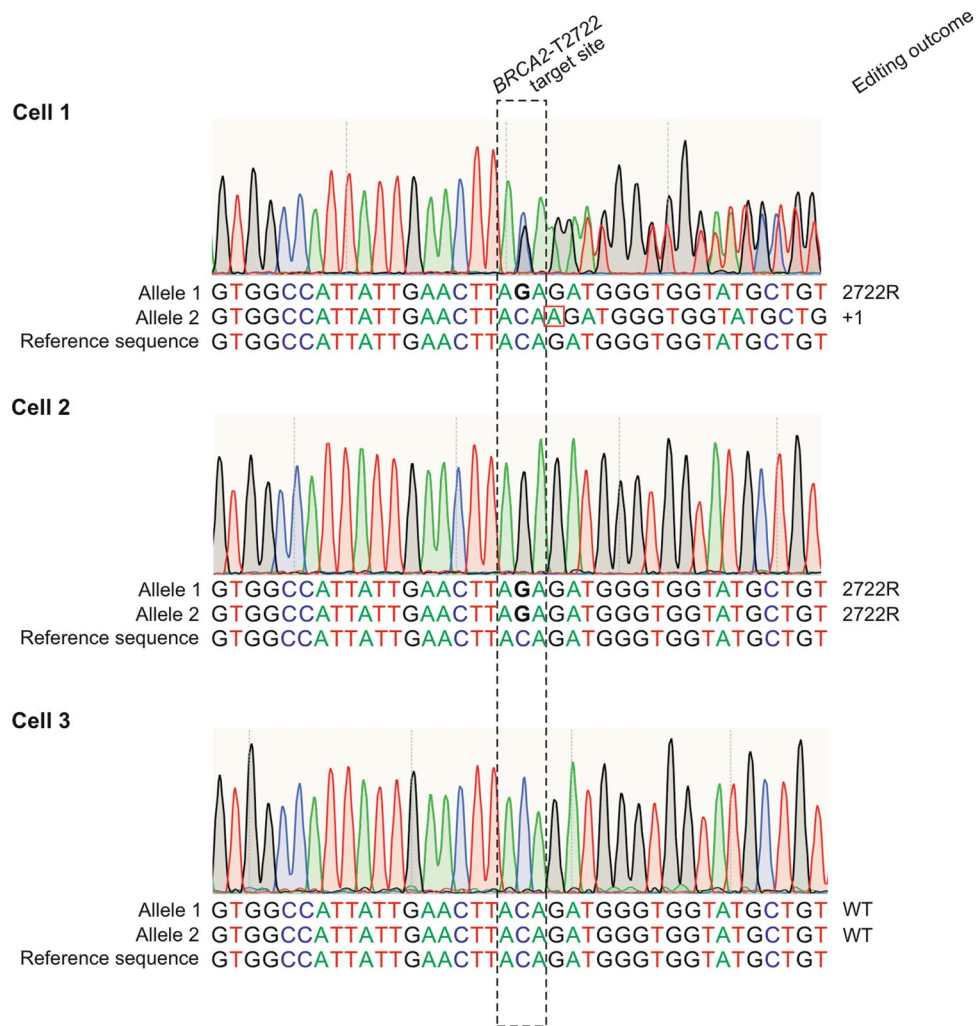 BRCA2-T2722
target site
Editing outcome
Cell 1
Allele 1 GTGGCCATTATTGAACTTAGAGATGGGTGGTATGCTGT 2722R
Allele 2 GTGGCCATTATTGAACTTACAAGATGGGTGGTATGCTG +1
Reference sequence GTGGCCATTATTGAACTTACAGATGGGTGGTATGCTGT
Cell 2
Allele 1 GTGGCCATTATTGAACTTAGAGATGGGTGGTATGCTGT 2722R
Allele 2 GTGGCCATTATTGAACTTAGAGATGGGTGGTATGCTGT 2722R
Reference sequence GTGGCCATTATTGAACTTACAGATGGGTGGTATGCTGT
Cell 3
Allele 1 GTGGCCATTATTGAACTTACAGATGGGTGGTATGCTGT WT
Allele 2 GTGGCCATTATTGAACTTACAGATGGGTGGTATGCTGT WT
Reference sequence GTGGCCATTATTGAACTTACAGATGGGTGGTATGCTGT